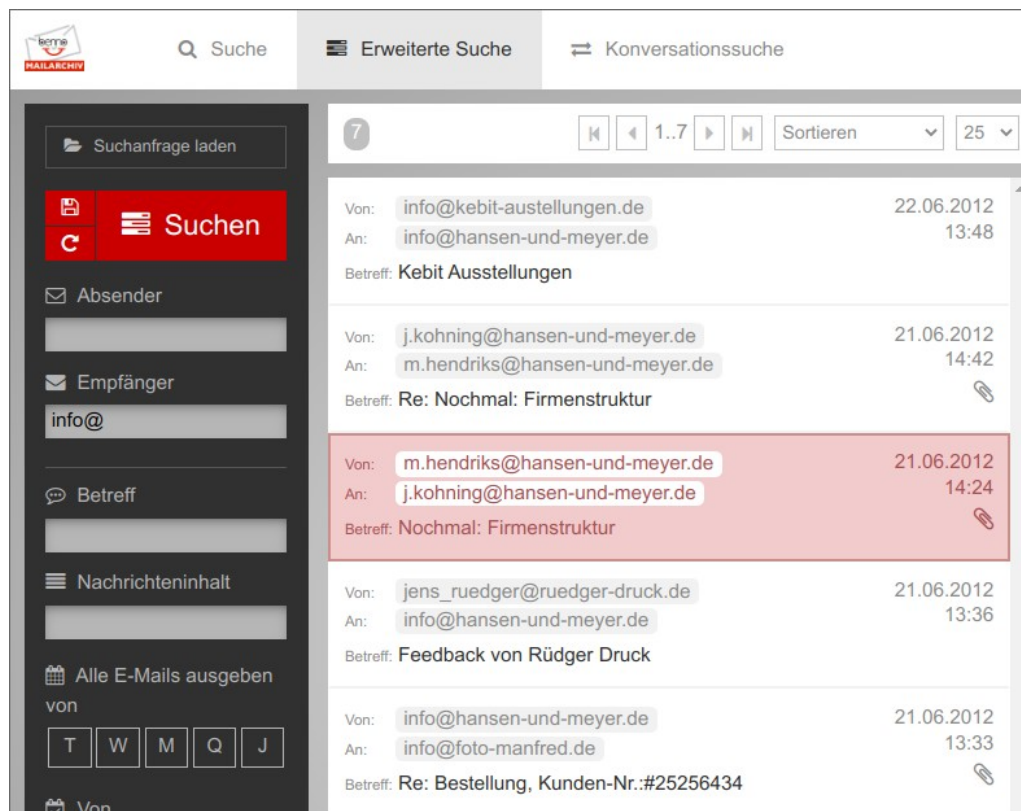 benno
MAILARCHIV
Suche
Erweiterte Suche
Konversationssuche
Suchanfrage laden
Suchen
Absender
Empfänger
info@
Betreff
Nachrichteninhalt
Alle E-Mails ausgeben
von
T W M Q J
Von
7
1..7
Sortieren
25
Von: info@kebit-austellungen.de 22.06.2012
An: info@hansen-und-meyer.de 13:48
Betreff: Kebit Ausstellungen
Von: j.kohning@hansen-und-meyer.de 21.06.2012
An: m.hendriks@hansen-und-meyer.de 14:42
Betreff: Re: Nochmal: Firmenstruktur
Von: m.hendriks@hansen-und-meyer.de 21.06.2012
An: j.kohning@hansen-und-meyer.de 14:24
Betreff: Nochmal: Firmenstruktur
Von: jens_ruedger@ruedger-druck.de 21.06.2012
An: info@hansen-und-meyer.de 13:36
Betreff: Feedback von Rüdger Druck
Von: info@hansen-und-meyer.de 21.06.2012
An: info@foto-manfred.de 13:33
Betreff: Re: Bestellung, Kunden-Nr.:#25256434